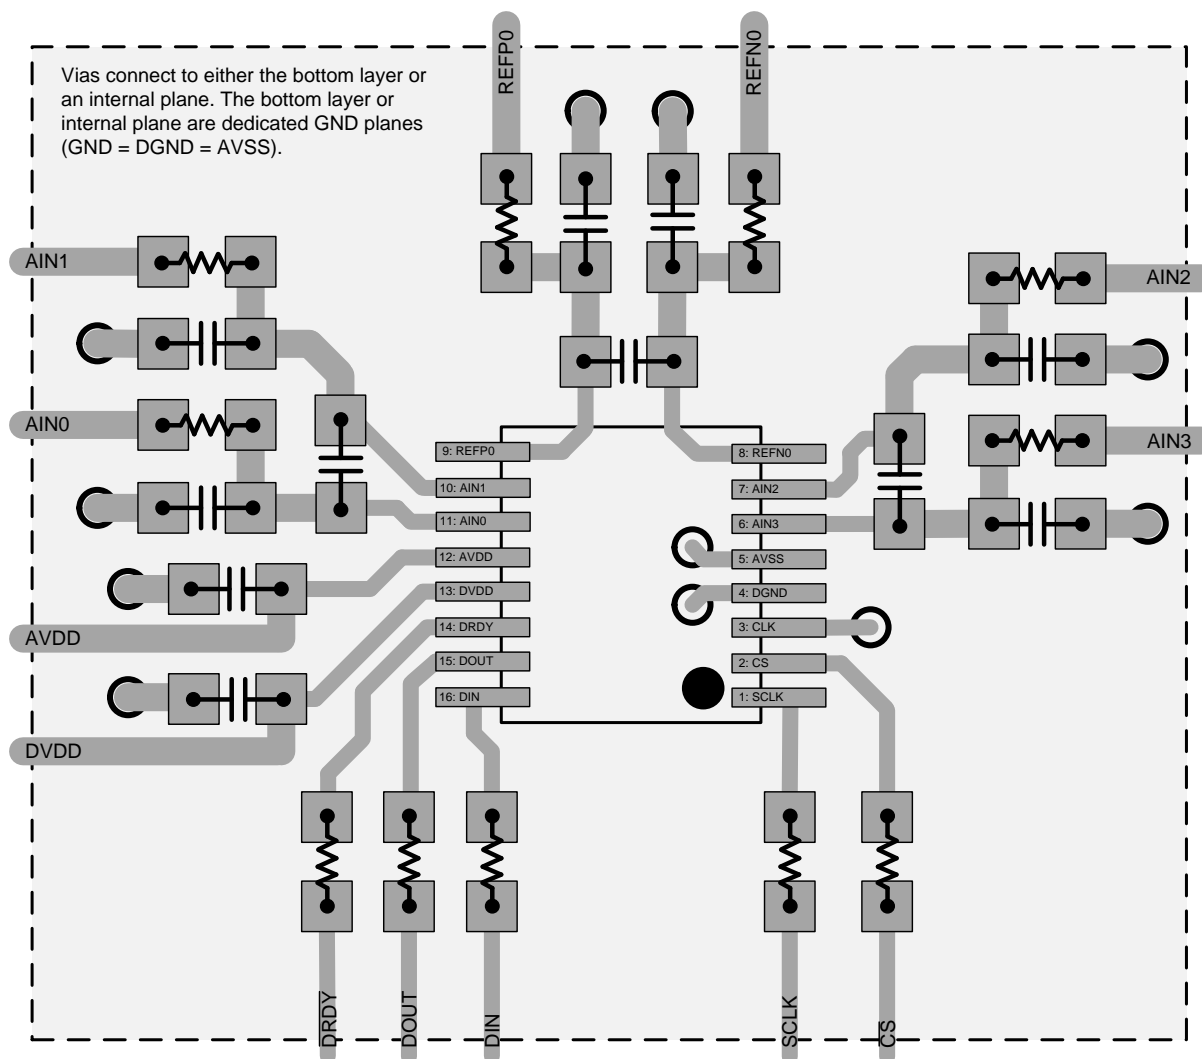 REFP0
REFN0
Vias connect to either the bottom layer or
an internal plane. The bottom layer or
internal plane are dedicated GND planes
(GND = DGND = AVSS).
AIN1
AIN2
AIN0
AIN3
9: REFP0
8: REFN0
10: AIN1
7: AIN2
11: AIN0
6: AIN3
12: AVDD
5: AVSS
13: DVDD
4: DGND
14: DRDY
3: CLK
15: DOUT
2: CS
16: DIN
1: SCLK
AVDD
DVDD
D̅R̅D̅Y̅
DOUT
DIN
SCLK
C̅S̅